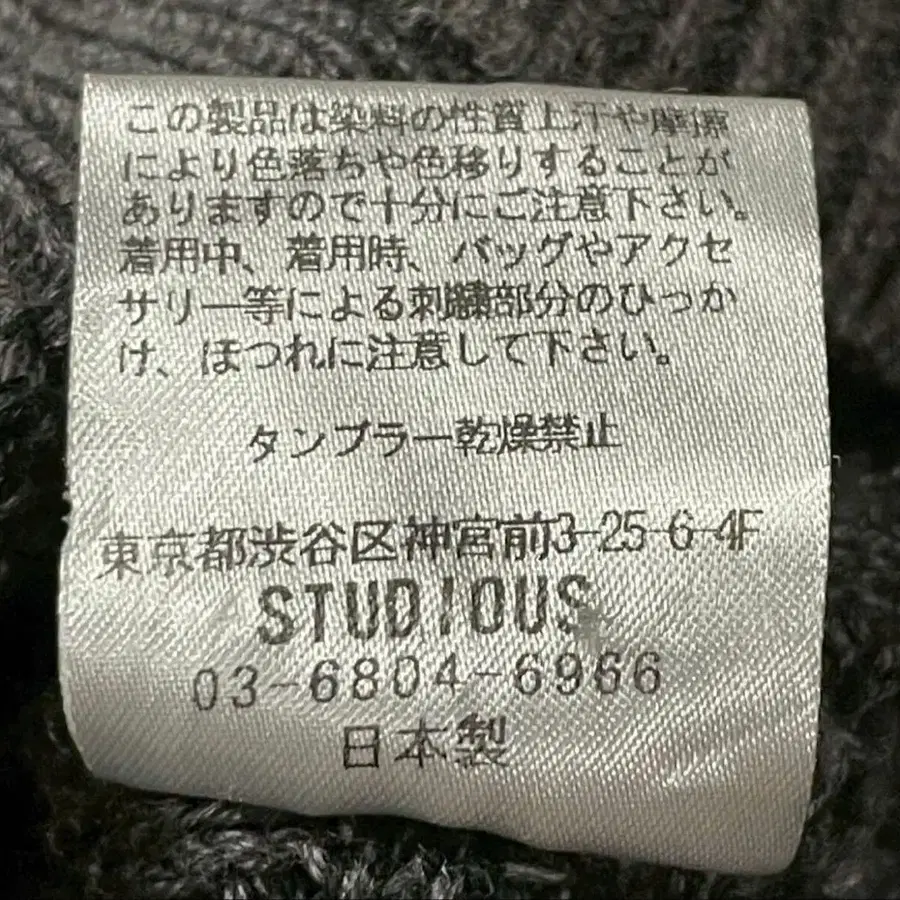 この製品は染料の性質上汗や摩擦
により色落ちや色移りすることが
ありますので十分にご注意下さい。
着用中、着用時、バッグやアクセ
サリー等による刺繍部分のひっか
け、ほつれに注意して下さい。
タンブラー乾燥禁止
東京都渋谷区神宮前3-25-6-4F
STUDIOUS
03-6804-6966
日本製